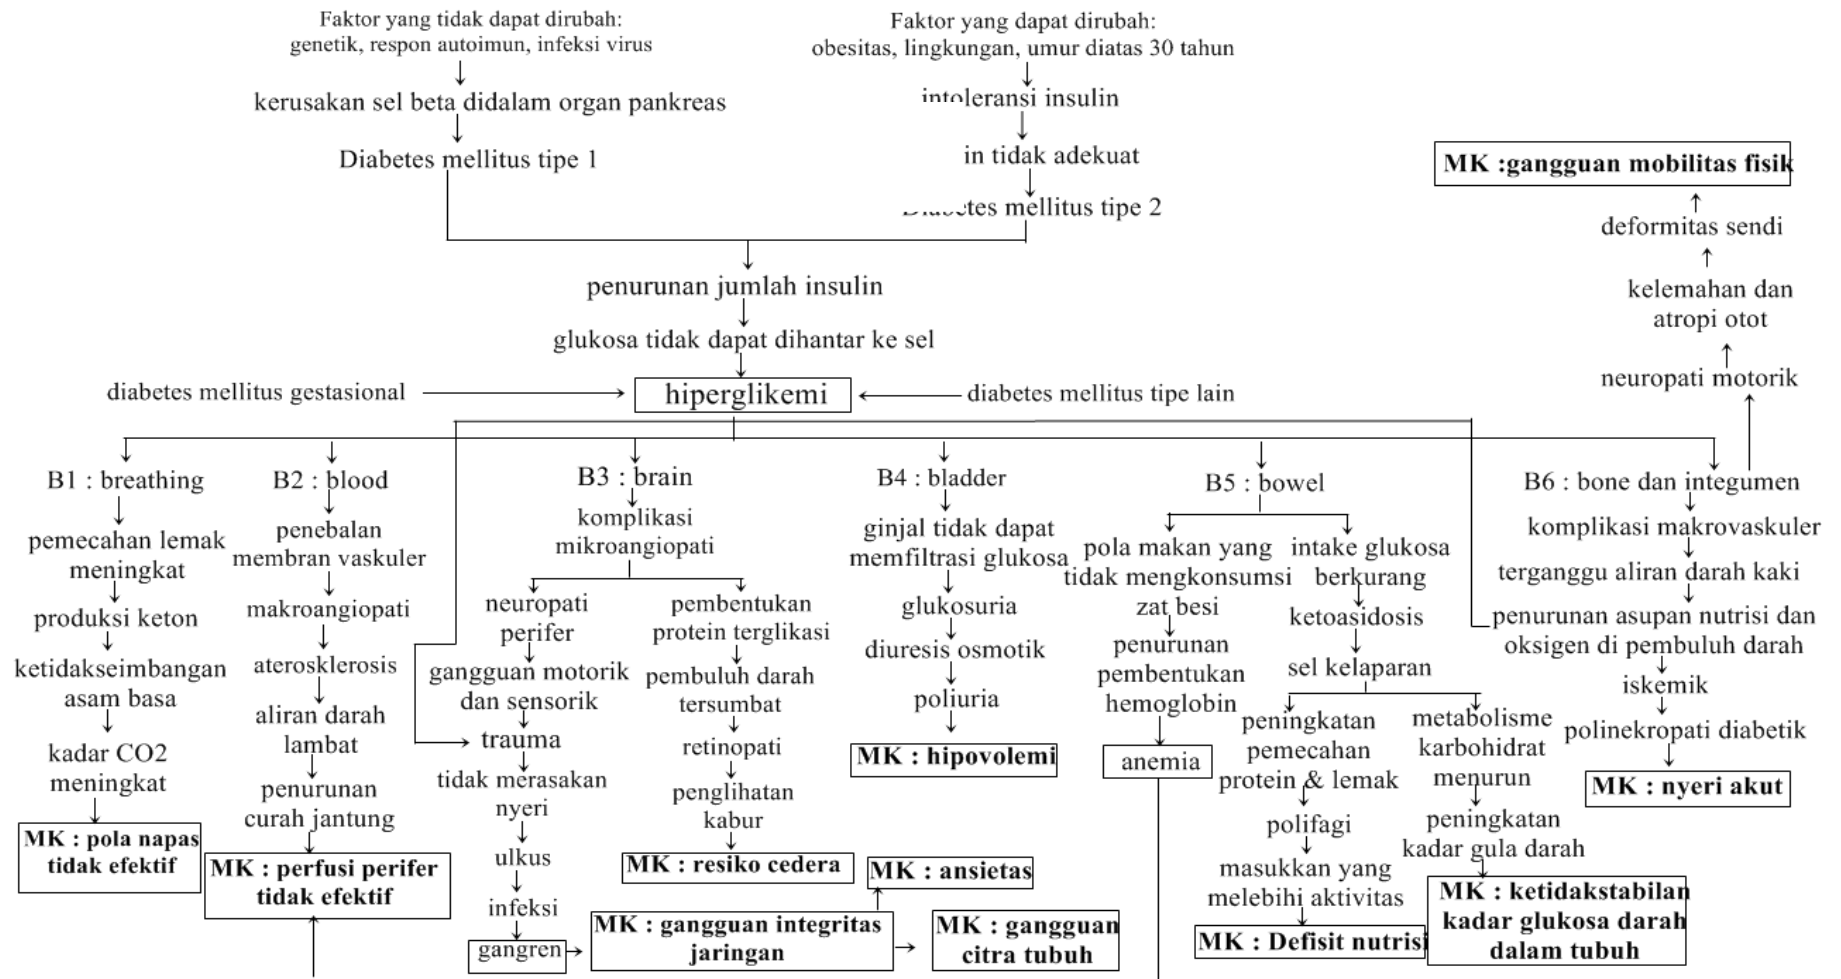 Faktor yang tidak dapat dirubah:
genetik, respon autoimun, infeksi virus
kerusakan sel beta didalam organ pankreas
Diabetes mellitus tipe 1
Faktor yang dapat dirubah:
obesitas, lingkungan, umur diatas 30 tahun
intoleransi insulin
in tidak adekuat
Diabetes mellitus tipe 2
penurunan jumlah insulin
glukosa tidak dapat dihantar ke sel
diabetes mellitus gestasional
hiperglikemi
diabetes mellitus tipe lain
MK :gangguan mobilitas fisik
deformitas sendi
kelemahan dan
atropi otot
neuropati motorik
B1 : breathing
pemecahan lemak
meningkat
produksi keton
ketidakseimbangan
asam basa
kadar CO2
meningkat
MK : pola napas
tidak efektif
B2 : blood
penebalan
membran vaskuler
makroangiopati
aterosklerosis
aliran darah
lambat
penurunan
curah jantung
MK : perfusi perifer
tidak efektif
B3 : brain
komplikasi
mikroangiopati
neuropati
perifer
gangguan motorik
dan sensorik
trauma
tidak merasakan
nyeri
ulkus
infeksi
gangren
pembentukan
protein terglikasi
pembuluh darah
tersumbat
retinopati
penglihatan
kabur
MK : resiko cedera
MK : ansietas
MK : gangguan integritas
jaringan
MK : gangguan
citra tubuh
B4 : bladder
ginjal tidak dapat
memfiltrasi glukosa
glukosuria
diuresis osmotik
poliuria
MK : hipovolemi
B5 : bowel
pola makan yang
tidak mengkonsumsi
zat besi
penurunan
pembentukan
hemoglobin
anemia
intake glukosa
berkurang
ketoasidosis
sel kelaparan
peningkatan
pemecahan
protein & lemak
polifagi
masukkan yang
melebihi aktivitas
MK : Defisit nutrisi
metabolisme
karbohidrat
menurun
peningkatan
kadar gula darah
MK : ketidakstabilan
kadar glukosa darah
dalam tubuh
B6 : bone dan integumen
komplikasi makrovaskuler
terganggu aliran darah kaki
penurunan asupan nutrisi dan
oksigen di pembuluh darah
iskemik
polinekropati diabetik
MK : nyeri akut